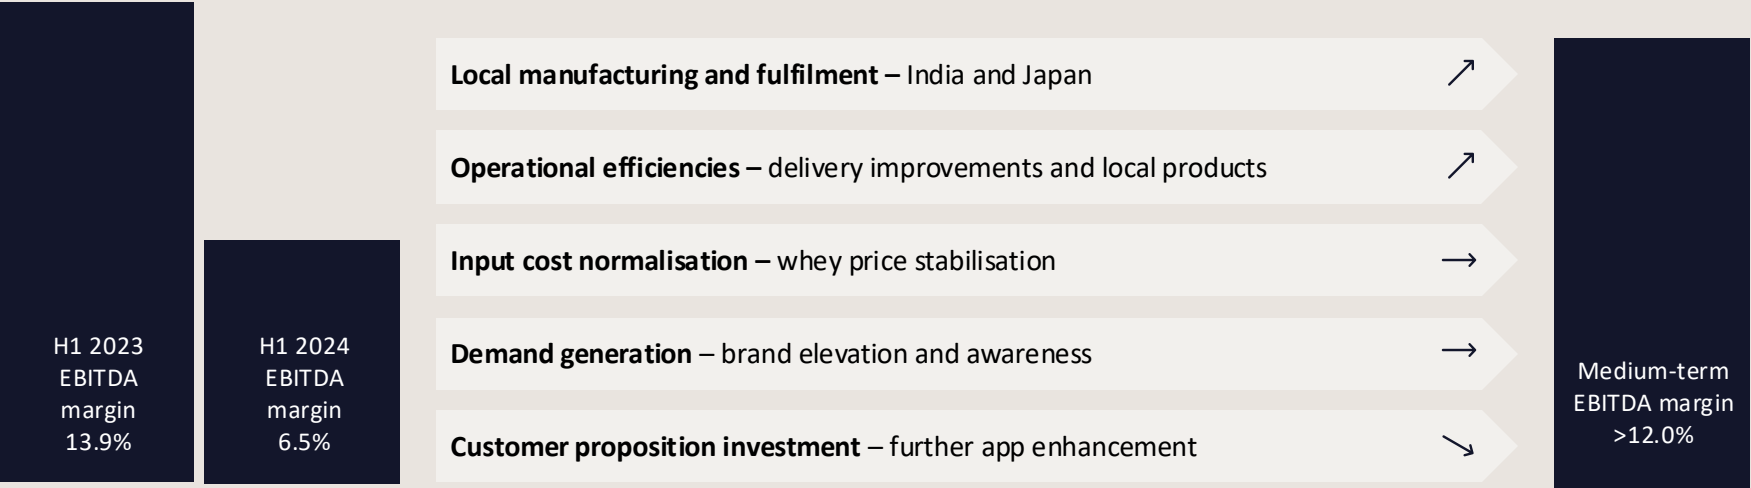 H1 2023
EBITDA
margin
13.9%
H1 2024
EBITDA
margin
6.5%
Local manufacturing and fulfilment – India and Japan
Operational efficiencies – delivery improvements and local products
Input cost normalisation – whey price stabilisation
Demand generation – brand elevation and awareness
Customer proposition investment – further app enhancement
Medium-term
EBITDA margin
>12.0%